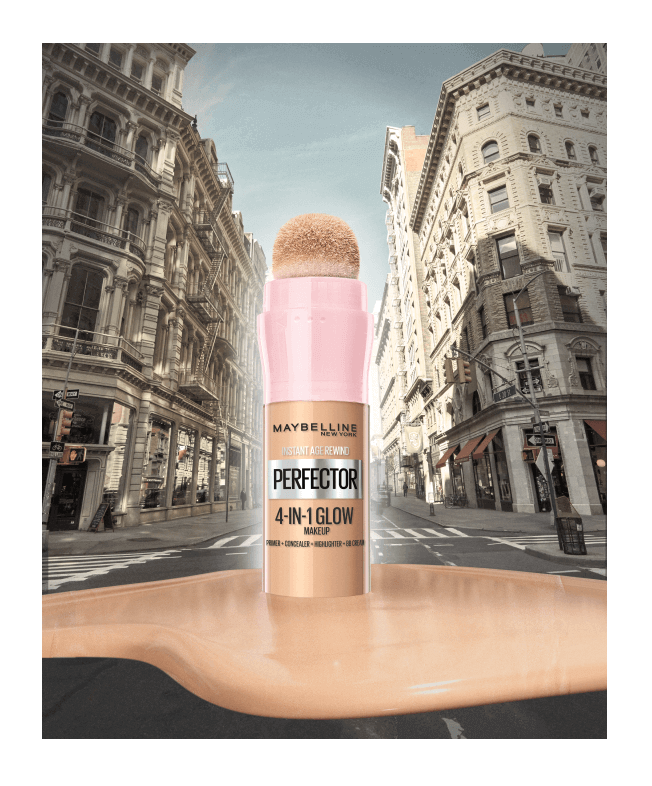 MAYBELLINE
NEW YORK
INSTANT AGE REWIND
PERFECTOR
4-IN-1 GLOW
MAKEUP
PRIMER + CONCEALER + HIGHLIGHTER + BB CREAM